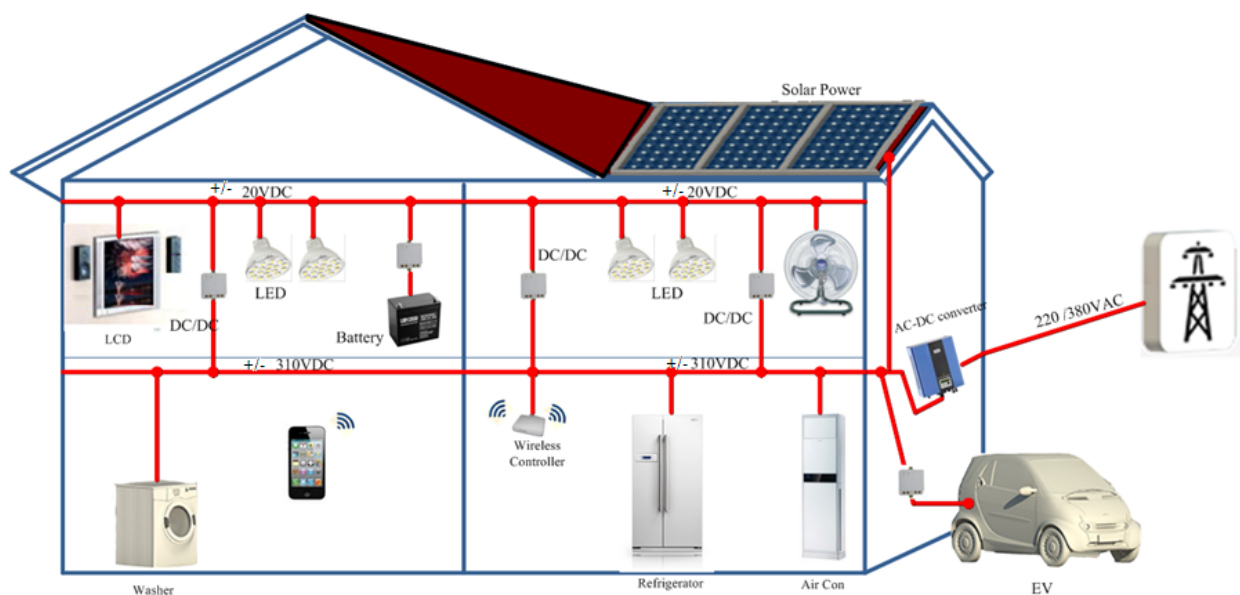 Solar Power
+/- 20VDC
+/- 20VDC
DC/DC
LED
LED
220 /380VAC
AC-DC converter
DC/DC
DC/DC
Battery
LCD
+/- 310VDC
+/- 310VDC
Wireless
Controller
Washer
Refrigerator
Air Con
EV